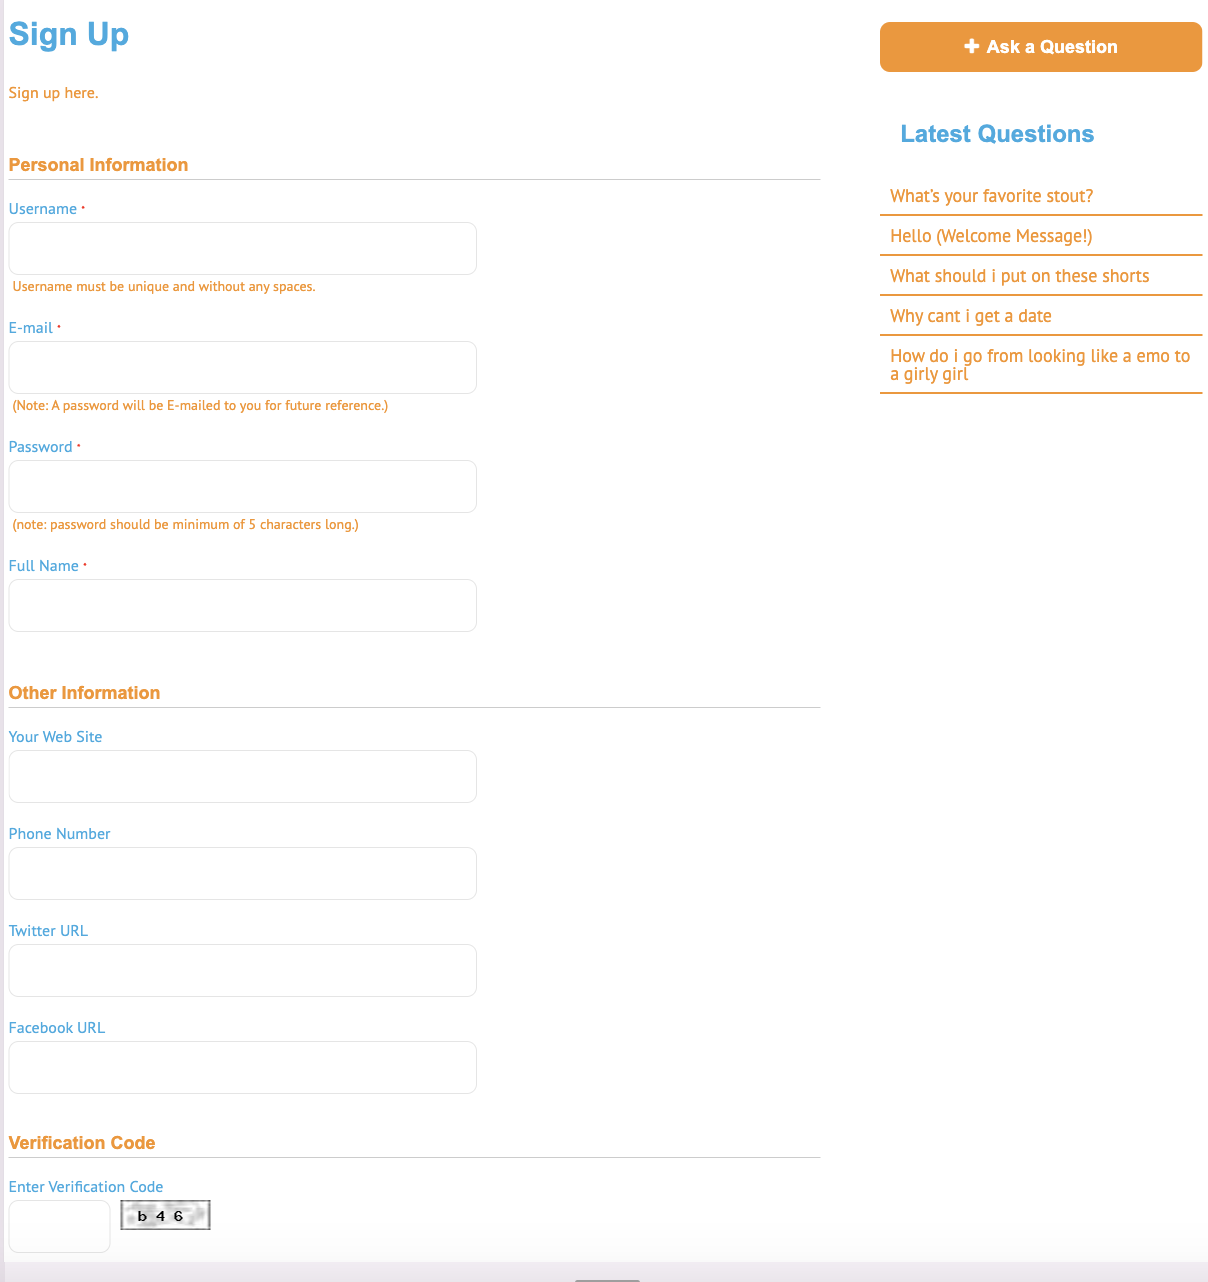 Sign Up
Sign up here.
Personal Information
Username *
Username must be unique and without any spaces.
E-mail *
(Note: A password will be E-mailed to you for future reference.)
Password *
(note: password should be minimum of 5 characters long.)
Full Name *
Other Information
Your Web Site
Phone Number
Twitter URL
Facebook URL
Verification Code
Enter Verification Code
b 4 6
+ Ask a Question
Latest Questions
What's your favorite stout?
Hello (Welcome Message!)
What should i put on these shorts
Why cant i get a date
How do i go from looking like a emo to
a girly girl